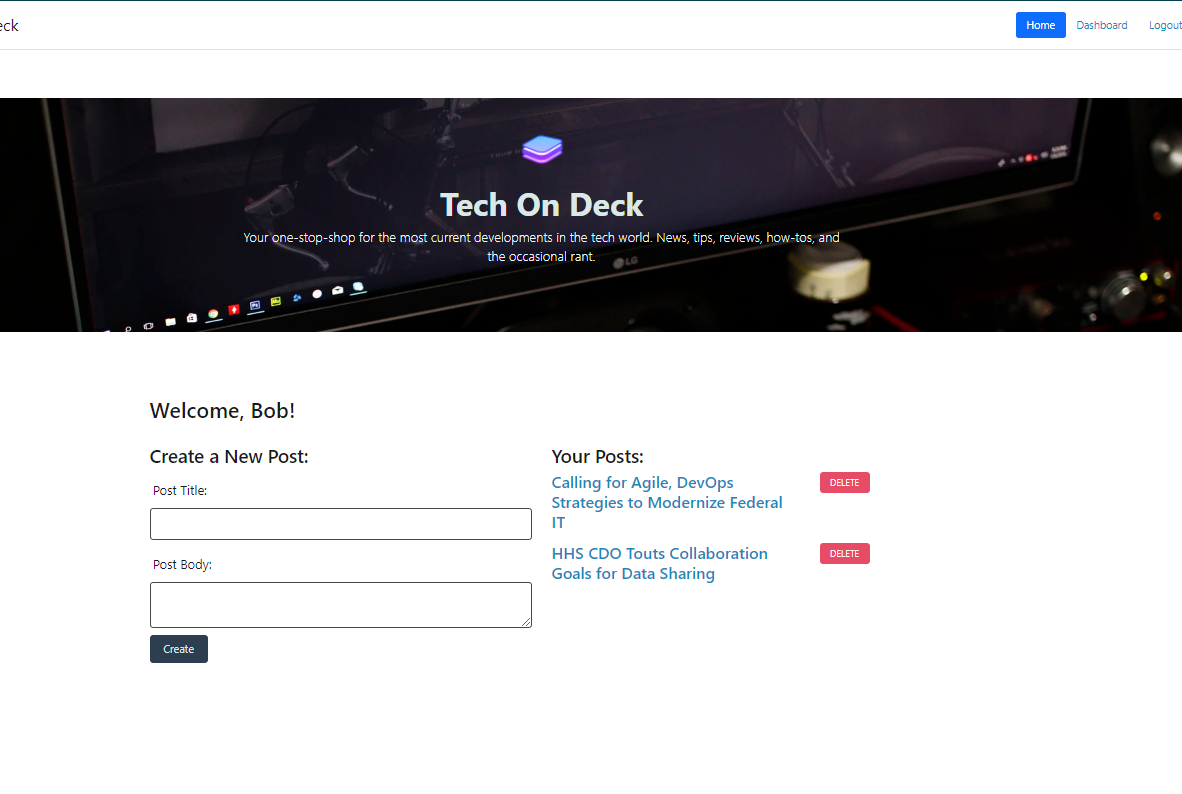 eck
Home Dashboard Logout
Tech On Deck
Your one-stop-shop for the most current developments in the tech world. News, tips, reviews, how-tos, and
the occasional rant.
LG
Welcome, Bob!
Create a New Post:
Post Title:
Post Body:
Create
Your Posts:
Calling for Agile, DevOps
Strategies to Modernize Federal
IT
DELETE
HHS CDO Touts Collaboration
Goals for Data Sharing
DELETE